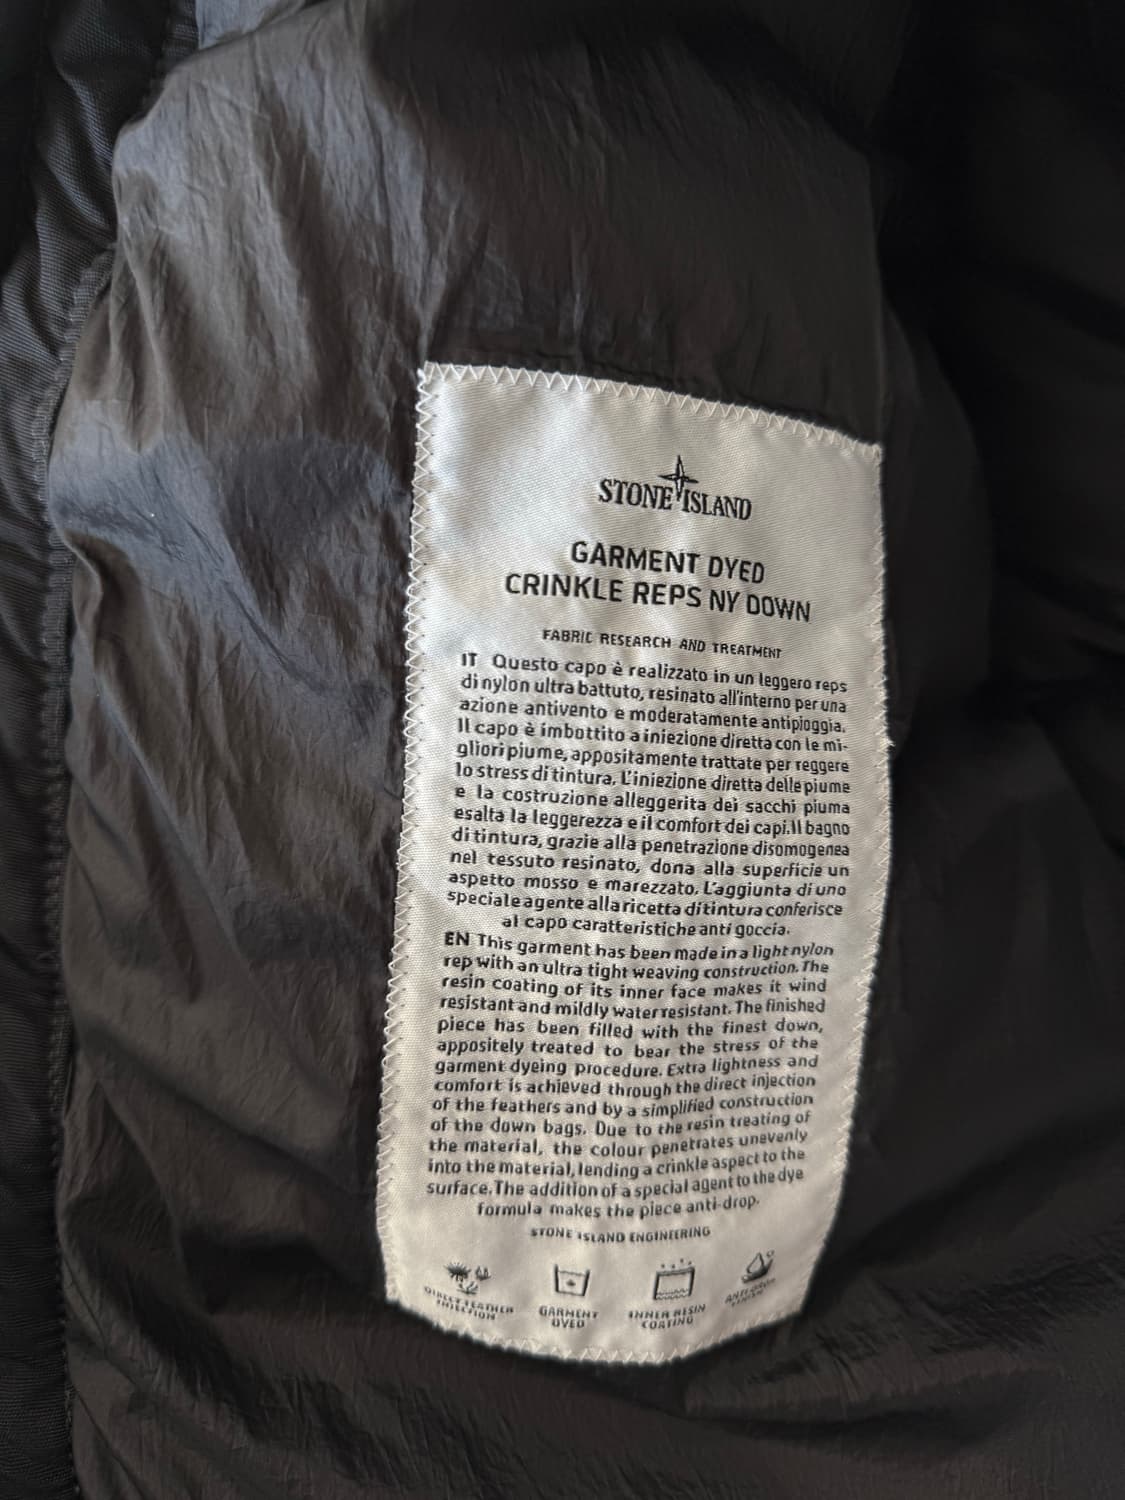 STONE ISLAND
GARMENT DYED
CRINKLE REPS NY DOWN
FABRIC RESEARCH AND TREATMENT
IT Questo capo è realizzato in un leggero reps
di nylon ultra battuto, resinato all'interno per una
azione antivento e moderatamente antipioggia.
Il capo è imbottito a iniezione diretta con le mi-
gliori piume, appositamente trattate per reggere
lo stress di tintura. L'iniezione diretta delle piume
e la costruzione alleggerita dei sacchi piuma
esalta la leggerezza e il comfort dei capi. Il bagno
di tintura, grazie alla penetrazione disomogenea
nel tessuto resinato, dona alla superficie un
aspetto mosso e marezzato. L'aggiunta di uno
speciale agente alla ricetta di tintura conferisce
al capo caratteristiche anti goccia.
EN This garment has been made in a light nylon
rep with an ultra tight weaving construction. The
resin coating of its inner face makes it wind
resistant and mildly water resistant. The finished
piece has been filled with the finest down,
appositely treated to bear the stress of the
garment dyeing procedure. Extra lightness and
comfort is achieved through the direct injection
of the feathers and by a simplified construction
of the down bags. Due to the resin treating of
the material, the colour penetrates unevenly
into the material, lending a crinkle aspect to the
surface. The addition of a special agent to the dye
formula makes the piece anti-drop.
STONE ISLAND ENGINEERING
DIRECT FEATHER
INJECTION
GARMENT
DYED
INNER RESIN
COATING
ANTI DROP